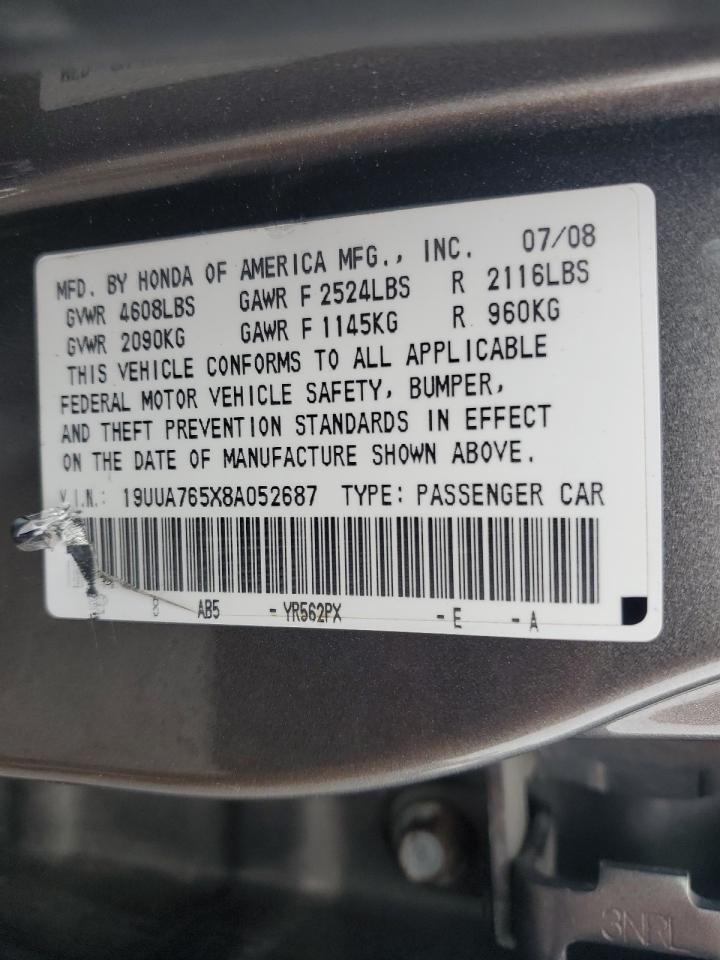 MFD. BY HONDA OF AMERICA MFG., INC. 07/08
GVWR 4608LBS GAWR F 2524LBS R 2116LBS
GVWR 2090KG GAWR F 1145KG R 960KG
THIS VEHICLE CONFORMS TO ALL APPLICABLE
FEDERAL MOTOR VEHICLE SAFETY, BUMPER,
AND THEFT PREVENTION STANDARDS IN EFFECT
ON THE DATE OF MANUFACTURE SHOWN ABOVE.
V.I.N.: 19UUA765X8A052687 TYPE: PASSENGER CAR
AB5 - YR562PX - E - A
3NRL